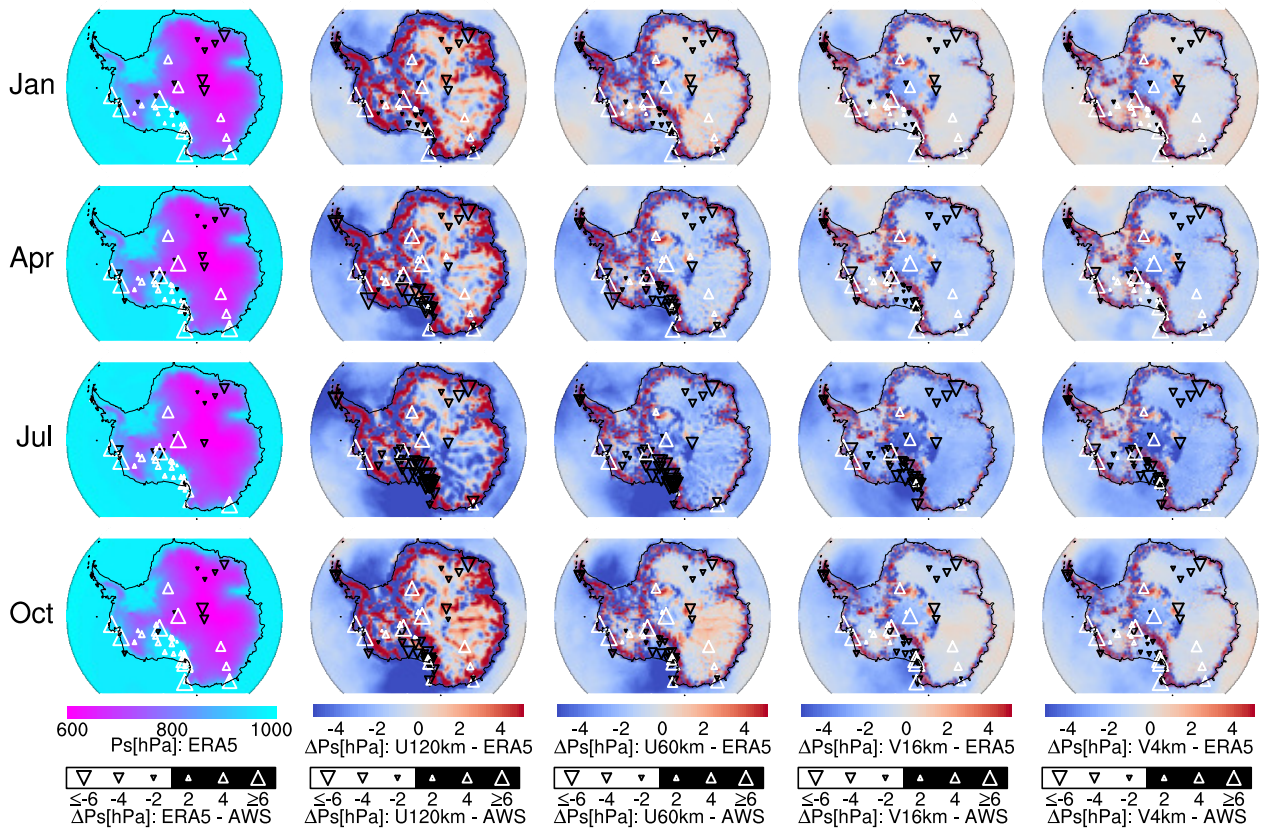 Jan
Apr
Jul
Oct
600 800 1000
Ps[hPa]: ERA5
-4 -2 0 2 4
ΔPs[hPa]: U120km - ERA5
-4 -2 0 2 4
ΔPs[hPa]: U60km - ERA5
-4 -2 0 2 4
ΔPs[hPa]: V16km - ERA5
-4 -2 0 2 4
ΔPs[hPa]: V4km - ERA5
≤-6 -4 -2 2 4 ≥6
ΔPs[hPa]: ERA5 - AWS
≤-6 -4 -2 2 4 ≥6
ΔPs[hPa]: U120km - AWS
≤-6 -4 -2 2 4 ≥6
ΔPs[hPa]: U60km - AWS
≤-6 -4 -2 2 4 ≥6
ΔPs[hPa]: V16km - AWS
≤-6 -4 -2 2 4 ≥6
ΔPs[hPa]: V4km - AWS